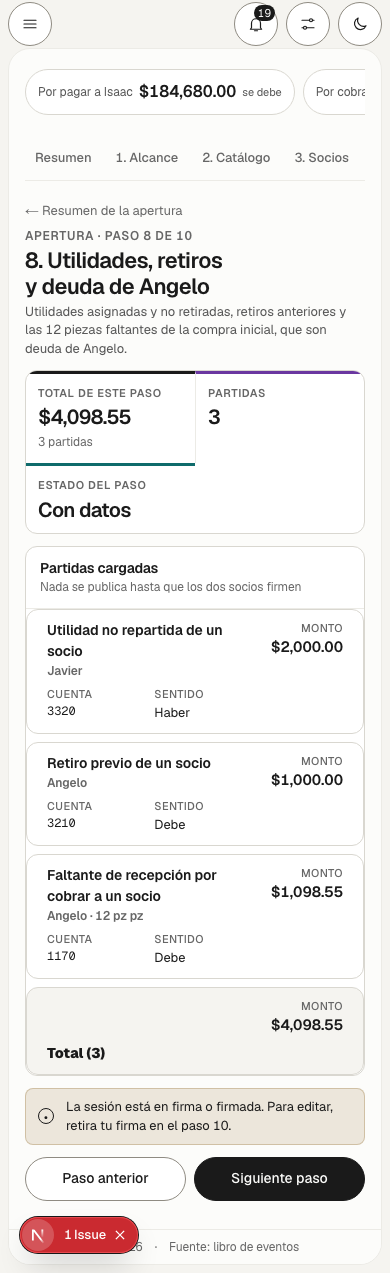 19
Por pagar a Isaac $184,680.00 se debe
Por cobra
Resumen 1. Alcance 2. Catálogo 3. Socios
← Resumen de la apertura
APERTURA · PASO 8 DE 10
8. Utilidades, retiros
y deuda de Angelo
Utilidades asignadas y no retiradas, retiros anteriores y
las 12 piezas faltantes de la compra inicial, que son
deuda de Angelo.
TOTAL DE ESTE PASO
$4,098.55
3 partidas
PARTIDAS
3
ESTADO DEL PASO
Con datos
Partidas cargadas
Nada se publica hasta que los dos socios firmen
Utilidad no repartida de un
socio
Javier
MONTO
$2,000.00
CUENTA
3320
SENTIDO
Haber
Retiro previo de un socio
Angelo
MONTO
$1,000.00
CUENTA
3210
SENTIDO
Debe
Faltante de recepción por
cobrar a un socio
Angelo · 12 pz pz
MONTO
$1,098.55
CUENTA
1170
SENTIDO
Debe
MONTO
$4,098.55
Total (3)
La sesión está en firma o firmada. Para editar,
retira tu firma en el paso 10.
Paso anterior
Siguiente paso
N 1 Issue
26 · Fuente: libro de eventos